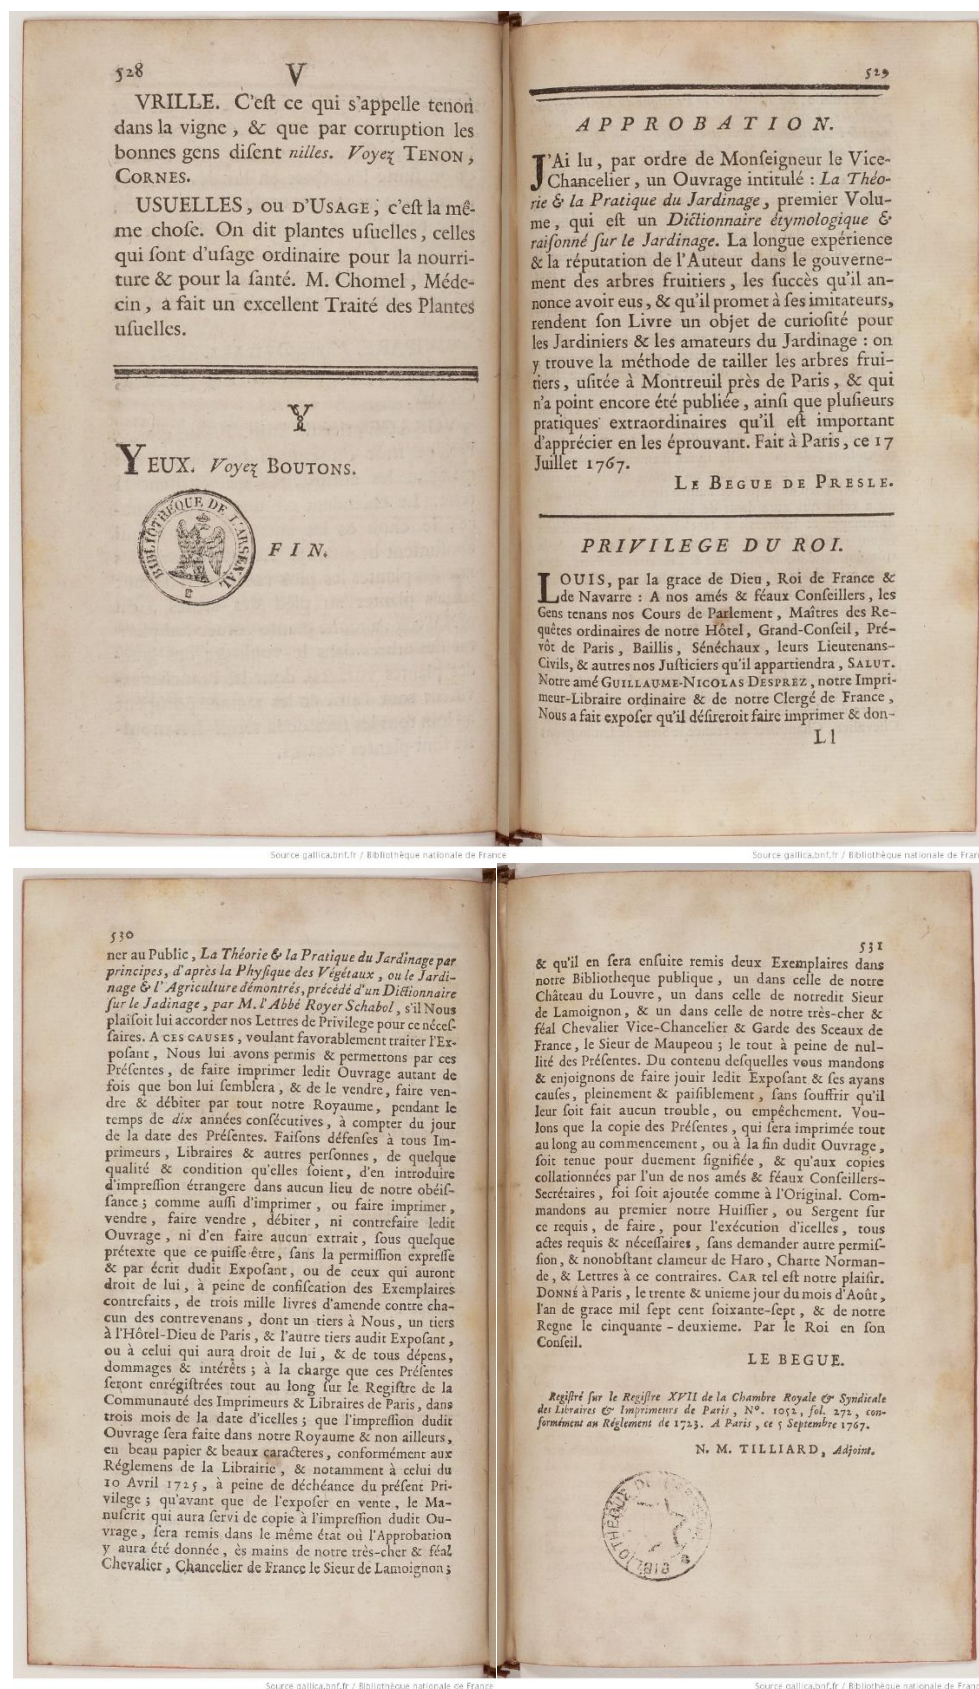 528
V
VRILLE. C'eſt ce qui s'appelle tenon
dans la vigne, & que par corruption les
bonnes gens diſent nilles. Voyez TENON,
CORNES.
USUELLES, ou D'USAGE, c'eſt la mê-
me choſe. On dit plantes uſuelles, celles
qui ſont d'uſage ordinaire pour la nourri-
ture & pour la ſanté. M. Chomel, Méde-
cin, a fait un excellent Traité des Plantes
uſuelles.
Y
YEUX. Voyez BOUTONS.
BIBLIOTHÈQUE DE L'ARSENAL
FIN.
529
APPROBATION.
J'Ai lu, par ordre de Monſeigneur le Vice-
Chancelier, un Ouvrage intitulé : La Théo-
rie & la Pratique du Jardinage, premier Volu-
me, qui eſt un Dictionnaire étymologique &
raiſonné ſur le Jardinage. La longue expérience
& la réputation de l'Auteur dans le gouverne-
ment des arbres fruitiers, les ſuccès qu'il an-
nonce avoir eus, & qu'il promet à ſes imitateurs,
rendent ſon Livre un objet de curioſité pour
les Jardiniers & les amateurs du Jardinage : on
y trouve la méthode de tailler les arbres frui-
tiers, uſitée à Montreuil près de Paris, & qui
n'a point encore été publiée, ainſi que pluſieurs
pratiques extraordinaires qu'il eſt important
d'apprécier en les éprouvant. Fait à Paris, ce 17
Juillet 1767.
LE BEGUE DE PRESLE.
PRIVILEGE DU ROI.
LOUIS, par la grace de Dieu, Roi de France &
de Navarre : A nos amés & féaux Conſeillers, les
Gens tenans nos Cours de Parlement, Maîtres des Re-
quêtes ordinaires de notre Hôtel, Grand-Conſeil, Pré-
vôt de Paris, Baillis, Sénéchaux, leurs Lieutenans-
Civils, & autres nos Juſticiers qu'il appartiendra, SALUT.
Notre amé GUILLAUME-NICOLAS DESPREZ, notre Impri-
meur-Libraire ordinaire & de notre Clergé de France,
Nous a fait expoſer qu'il déſireroit faire imprimer & don-
Ll
Source gallica.bnf.fr / Bibliothèque nationale de France
Source gallica.bnf.fr / Bibliothèque nationale de Fran
530
ner au Public, La Théorie & la Pratique du Jardinage par
principes, d'après la Phyſique des Végétaux, ou le Jardi-
nage & l'Agriculture démontrés, précédé d'un Dictionnaire
ſur le Jadinage, par M. l'Abbé Royer Schabol, s'il Nous
plaiſoit lui accorder nos Lettres de Privilege pour ce néceſ-
ſaires. A CES CAUSES, voulant favorablement traiter l'Ex-
poſant, Nous lui avons permis & permettons par ces
Préſentes, de faire imprimer ledit Ouvrage autant de
fois que bon lui ſemblera, & de le vendre, faire ven-
dre & débiter par tout notre Royaume, pendant le
temps de dix années conſécutives, à compter du jour
de la date des Préſentes. Faiſons défenſes à tous Im-
primeurs, Libraires & autres perſonnes, de quelque
qualité & condition qu'elles ſoient, d'en introduire
d'impreſſion étrangere dans aucun lieu de notre obéiſ-
ſance ; comme auſſi d'imprimer, ou faire imprimer,
vendre, faire vendre, débiter, ni contrefaire ledit
Ouvrage, ni d'en faire aucun extrait, ſous quelque
prétexte que ce puiſſe être, ſans la permiſſion expreſſe
& par écrit dudit Expoſant, ou de ceux qui auront
droit de lui, à peine de confiſcation des Exemplaires
contrefaits, de trois mille livres d'amende contre cha-
cun des contrevenans, dont un tiers à Nous, un tiers
à l'Hôtel-Dieu de Paris, & l'autre tiers audit Expoſant,
ou à celui qui aura droit de lui, & de tous dépens,
dommages & intérêts ; à la charge que ces Préſentes
ſeront enrégiſtrées tout au long ſur le Regiſtre de la
Communauté des Imprimeurs & Libraires de Paris, dans
trois mois de la date d'icelles ; que l'impreſſion dudit
Ouvrage ſera faite dans notre Royaume & non ailleurs,
en beau papier & beaux caracteres, conformément aux
Réglemens de la Librairie, & notamment à celui du
10 Avril 1725, à peine de déchéance du préſent Pri-
vilege ; qu'avant que de l'expoſer en vente, le Ma-
nuſcrit qui aura ſervi de copie à l'impreſſion dudit Ou-
vrage, ſera remis dans le même état où l'Approbation
y aura été donnée, ès mains de notre très-cher & féal
Chevalier, Chancelier de France le Sieur de Lamoignon ;
531
& qu'il en ſera enſuite remis deux Exemplaires dans
notre Bibliotheque publique, un dans celle de notre
Château du Louvre, un dans celle de notredit Sieur
de Lamoignon, & un dans celle de notre très-cher &
féal Chevalier Vice-Chancelier & Garde des Sceaux de
France, le Sieur de Maupeou ; le tout à peine de nul-
lité des Préſentes. Du contenu deſquelles vous mandons
& enjoignons de faire jouir ledit Expoſant & ſes ayans
cauſes, pleinement & paiſiblement, ſans ſouffrir qu'il
leur ſoit fait aucun trouble, ou empêchement. Vou-
lons que la copie des Préſentes, qui ſera imprimée tout
au long au commencement, ou à la fin dudit Ouvrage,
ſoit tenue pour duement ſignifiée, & qu'aux copies
collationnées par l'un de nos amés & féaux Conſeillers-
Secrétaires, foi ſoit ajoutée comme à l'Original. Com-
mandons au premier notre Huiſſier, ou Sergent ſur
ce requis, de faire, pour l'exécution d'icelles, tous
actes requis & néceſſaires, ſans demander autre permiſ-
ſion, & nonobſtant clameur de Haro, Charte Norman-
de, & Lettres à ce contraires. CAR tel eſt notre plaiſir.
DONNÉ à Paris, le trente & unieme jour du mois d'Août,
l'an de grace mil ſept cent ſoixante-ſept, & de notre
Regne le cinquante-deuxieme. Par le Roi en ſon
Conſeil.
LE BEGUE.
Regiſtré ſur le Regiſtre XVII de la Chambre Royale & Syndicale
des Libraires & Imprimeurs de Paris, N°. 1052, fol. 272, con-
formément au Réglement de 1723. A Paris, ce 5 Septembre 1767.
N. M. TILLIARD, Adjoint.
BIBLIOTHEQUE DE L'ARSENAL
Source gallica.bnf.fr / Bibliothèque nationale de France
Source gallica.bnf.fr / Bibliothèque nationale de Fran